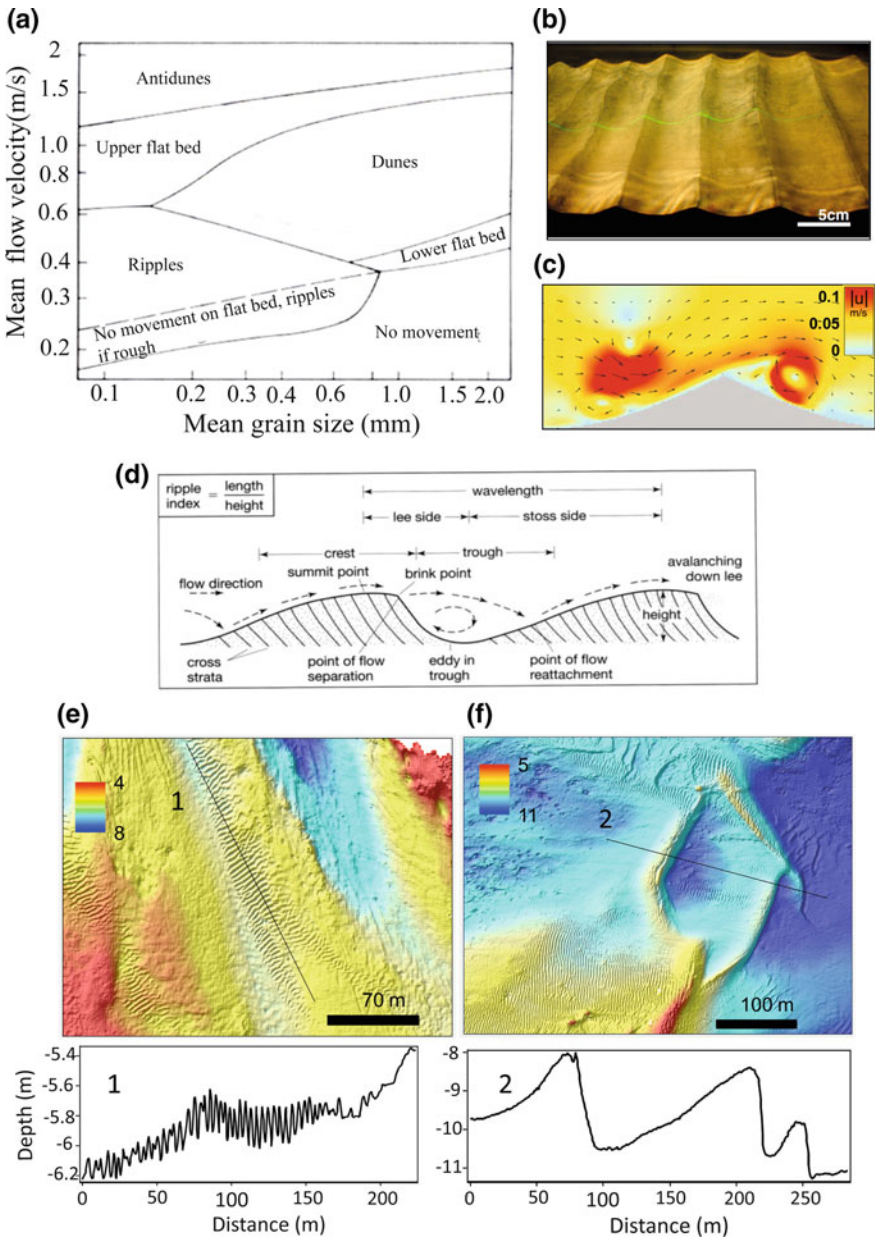 (a)
Mean flow velocity(m/s)
2
1.5
1.0
0.8
0.6
0.4
0.3
0.2
Antidunes
Upper flat bed
Dunes
Ripples
Lower flat bed
No movement on flat bed, ripples
if rough
No movement
0.1
0.2
0.3
0.4
0.6
1.0
1.5
2.0
Mean grain size (mm)
(b)
5cm
(c)
0.1
|u|
m/s
0.05
0
(d)
ripple index = length / height
wavelength
lee side
stoss side
crest
trough
flow direction
summit point
brink point
avalanching
down lee
height
cross
strata
point of flow
separation
eddy in
trough
point of flow
reattachment
(e)
4
8
1
70 m
(f)
5
11
2
100 m
Depth (m)
-5.4
-5.6
-5.8
-6
-6.2
1
0
50
100
150
200
Distance (m)
-8
-9
-10
-11
2
0
50
100
150
200
250
Distance (m)